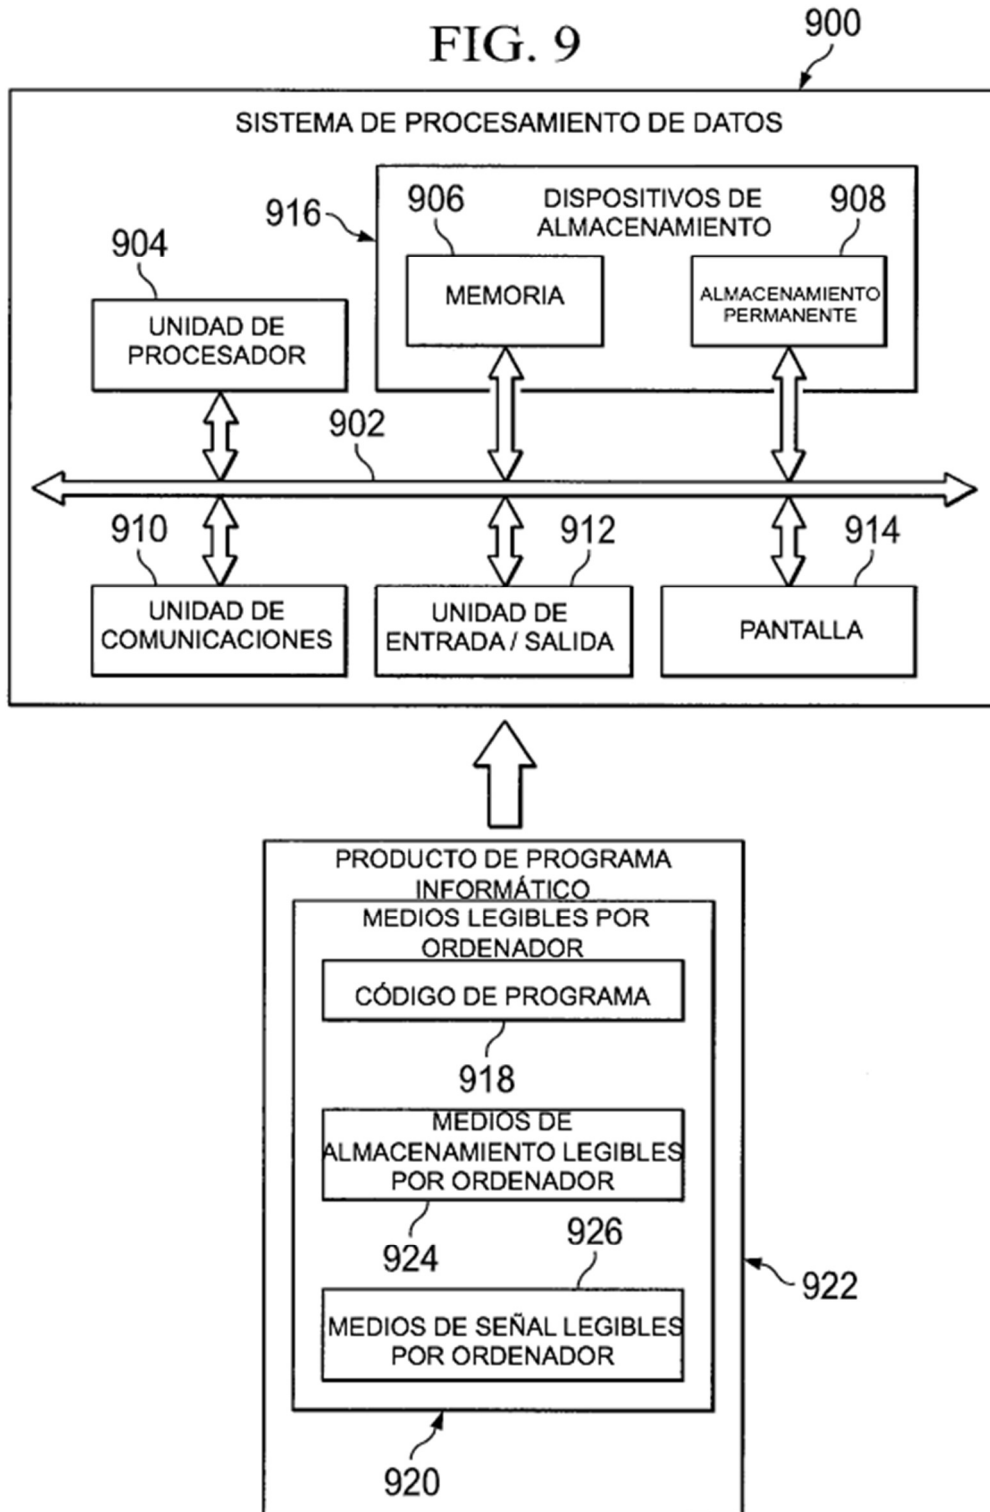 FIG. 9
900
SISTEMA DE PROCESAMIENTO DE DATOS
916
906
DISPOSITIVOS DE
ALMACENAMIENTO
908
904
MEMORIA
ALMACENAMIENTO
PERMANENTE
UNIDAD DE
PROCESADOR
902
910
912
914
UNIDAD DE
COMUNICACIONES
UNIDAD DE
ENTRADA / SALIDA
PANTALLA
PRODUCTO DE PROGRAMA
INFORMÁTICO
MEDIOS LEGIBLES POR
ORDENADOR
CÓDIGO DE PROGRAMA
918
MEDIOS DE
ALMACENAMIENTO LEGIBLES
POR ORDENADOR
924
926
922
MEDIOS DE SEÑAL LEGIBLES
POR ORDENADOR
920